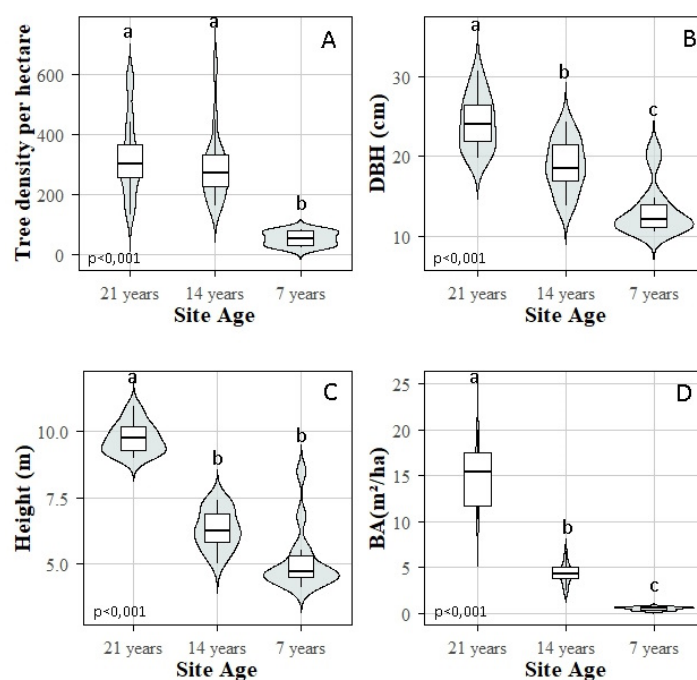 A
a
a
b
Tree density per hectare
600
400
200
0
p<0,001
21 years
14 years
7 years
Site Age
B
a
b
c
DBH (cm)
30
20
10
p<0,001
21 years
14 years
7 years
Site Age
C
a
b
b
Height (m)
10.0
7.5
5.0
p<0,001
21 years
14 years
7 years
Site Age
D
a
b
c
BA(m²/ha)
25
20
15
10
5
0
p<0,001
21 years
14 years
7 years
Site Age